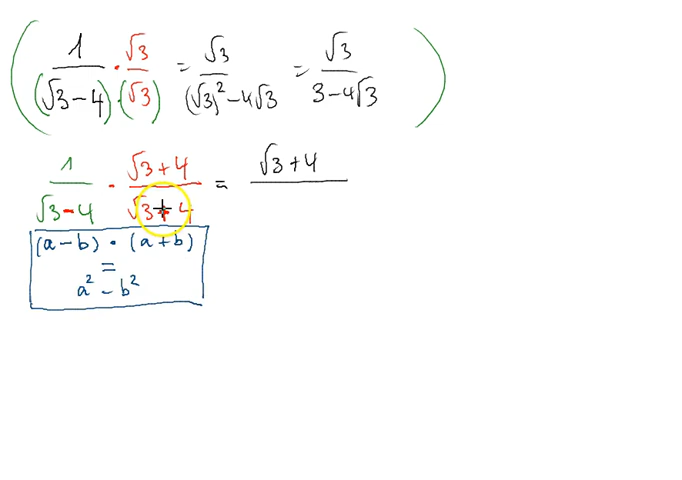 ( 1/(√3 - 4) · (√3) · √3/√3 = √3/((√3)² - 4√3) = √3/(3 - 4√3) )
1/(√3 - 4) · (√3 + 4)/(√3 + 4) = √3 + 4
(a - b) · (a + b)
=
a² - b²